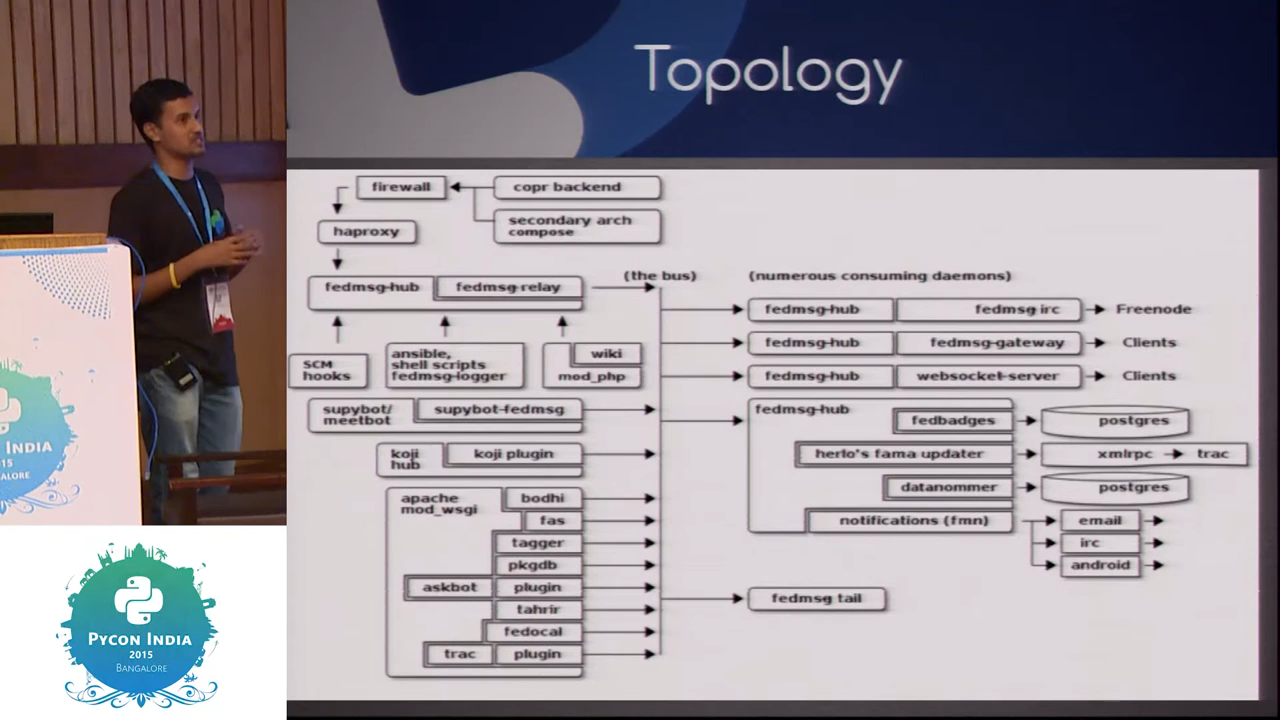 Topology
firewall
copr backend
secondary arch
compose
haproxy
(the bus)
(numerous consuming daemons)
fedmsg-hub
fedmsg-relay
fedmsg-hub
fedmsg irc
Freenode
fedmsg-hub
fedmsg-gateway
Clients
fedmsg-hub
websocket-server
Clients
SCM
hooks
ansible,
shell scripts
fedmsg-logger
wiki
mod_php
supybot/
meetbot
supybot-fedmsg
fedmsg-hub
fedbadges
postgres
koji
hub
koji plugin
herlo's fama updater
xmlrpc
trac
datanommer
postgres
apache
mod_wsgi
bodhi
fas
tagger
pkgdb
askbot
plugin
tahrir
fedocal
trac
plugin
notifications (fmn)
email
irc
android
fedmsg tail
N INDIA
2015
BANGALORE
PYCON INDIA
2015
BANGALORE